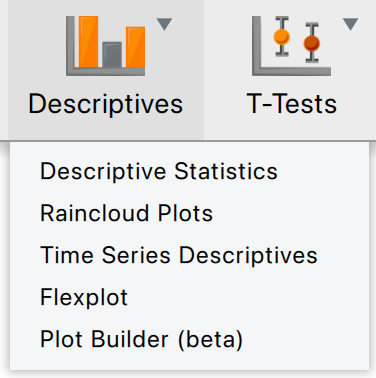 Descriptives
T-Tests
Descriptive Statistics
Raincloud Plots
Time Series Descriptives
Flexplot
Plot Builder (beta)